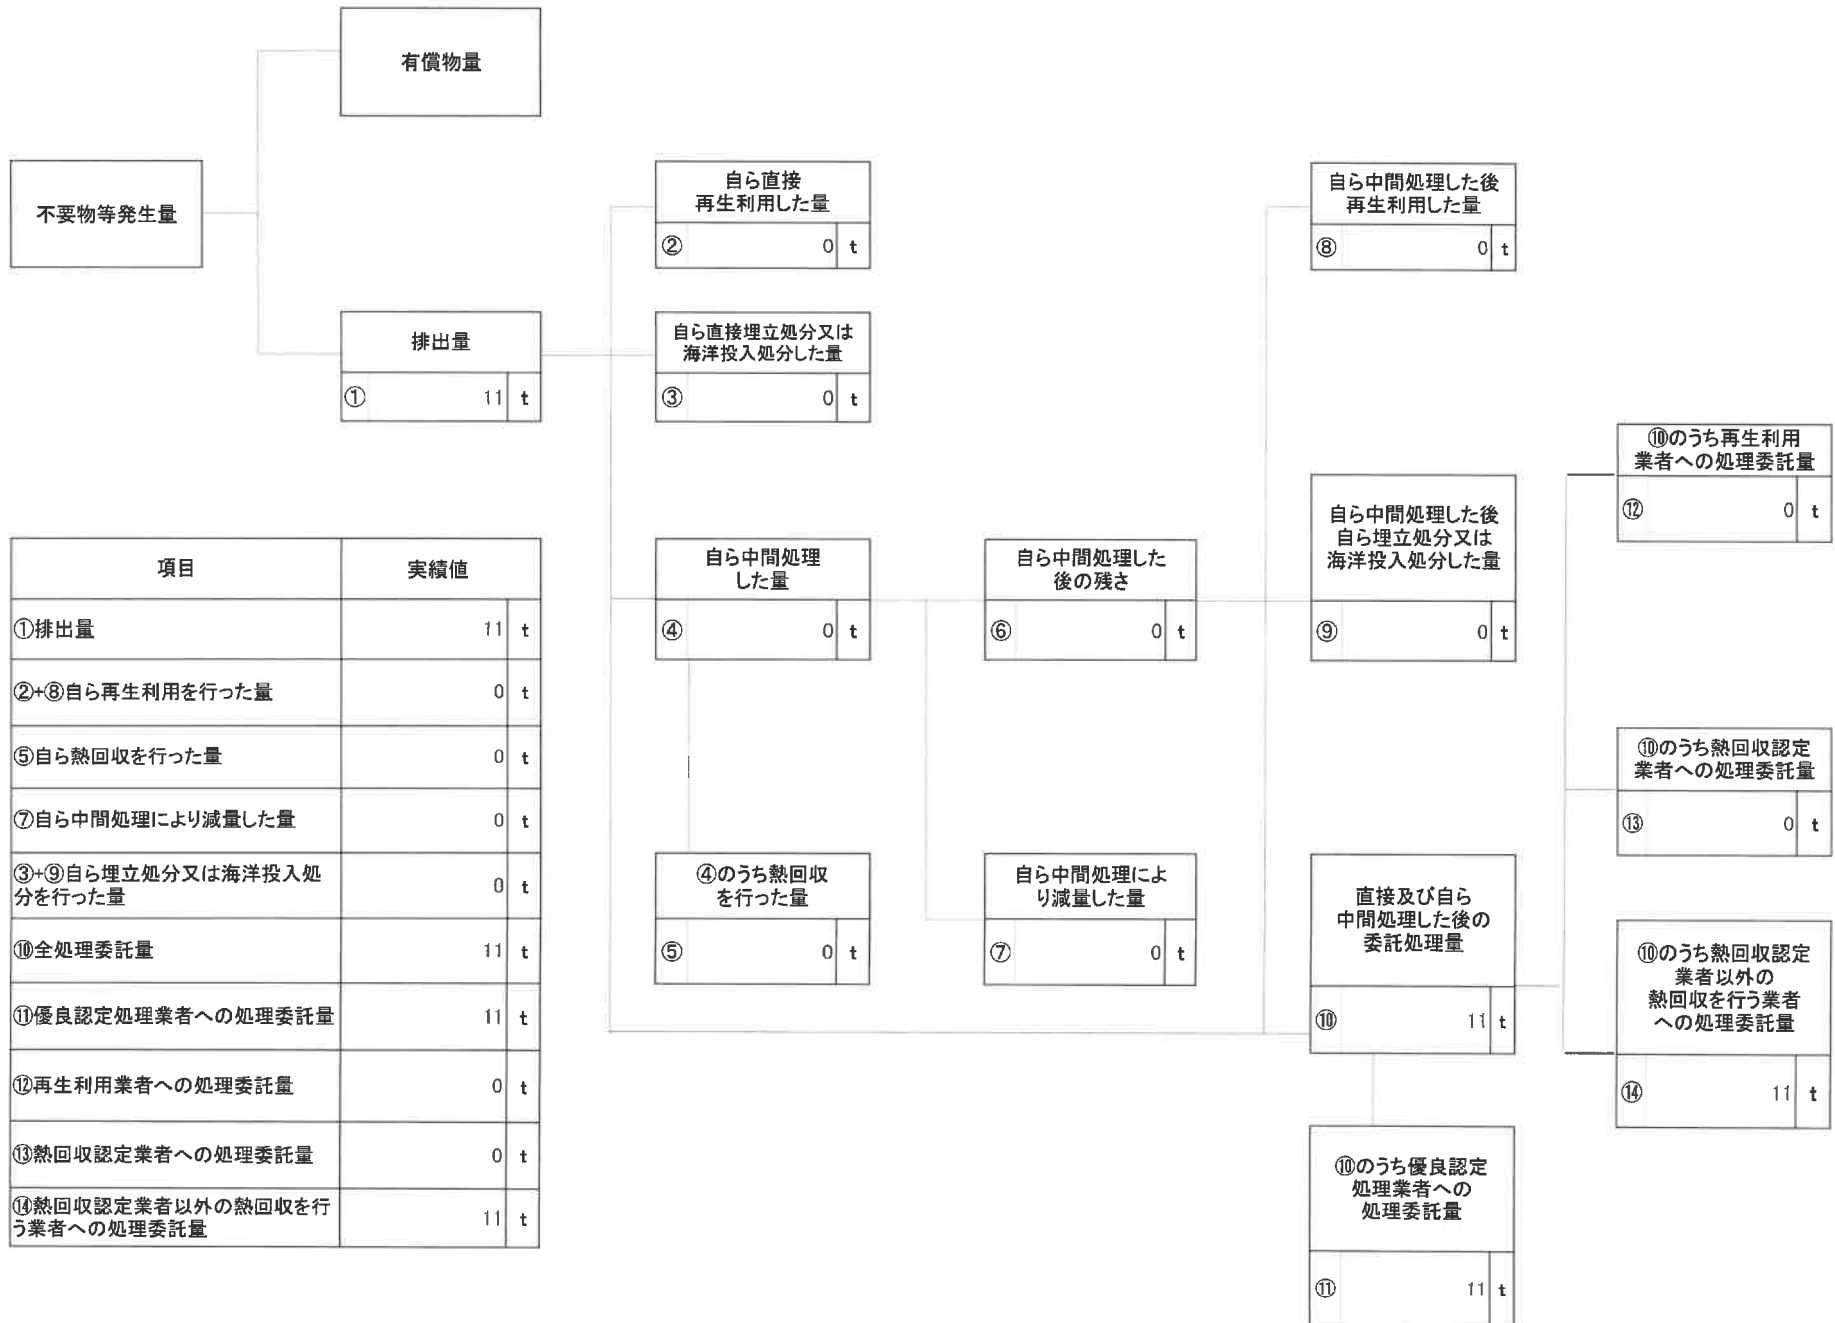 有償物量
不要物等発生量
排出量
① 11 t
自ら直接
再生利用した量
② 0 t
自ら直接埋立処分又は
海洋投入処分した量
③ 0 t
自ら中間処理
した量
④ 0 t
④のうち熱回収
を行った量
⑤ 0 t
自ら中間処理した
後の残さ
⑥ 0 t
自ら中間処理によ
り減量した量
⑦ 0 t
自ら中間処理した後
再生利用した量
⑧ 0 t
自ら中間処理した後
自ら埋立処分又は
海洋投入処分した量
⑨ 0 t
直接及び自ら
中間処理した後の
委託処理量
⑩ 11 t
⑩のうち優良認定
処理業者への
処理委託量
⑪ 11 t
⑩のうち再生利用
業者への処理委託量
⑫ 0 t
⑩のうち熱回収認定
業者への処理委託量
⑬ 0 t
⑩のうち熱回収認定
業者以外の
熱回収を行う業者
への処理委託量
⑭ 11 t
項目 実績値
①排出量 11 t
②+⑧自ら再生利用を行った量 0 t
⑤自ら熱回収を行った量 0 t
⑦自ら中間処理により減量した量 0 t
③+⑨自ら埋立処分又は海洋投入処
分を行った量 0 t
⑩全処理委託量 11 t
⑪優良認定処理業者への処理委託量 11 t
⑫再生利用業者への処理委託量 0 t
⑬熱回収認定業者への処理委託量 0 t
⑭熱回収認定業者以外の熱回収を行
う業者への処理委託量 11 t